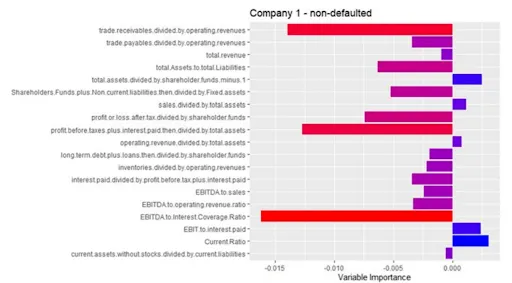 Company 1 - non-defaulted
trade.receivables.divided.by.operating.revenues
trade.payables.divided.by.operating.revenues
total.revenue
total.Assets.to.total.Liabilities
total.assets.divided.by.shareholder.funds.minus.1
Shareholders.Funds.plus.Non.current.liabilities.then.divided.by.Fixed.assets
sales.divided.by.total.assets
profit.or.loss.after.tax.divided.by.shareholder.funds
profit.before.taxes.plus.interest.paid.then.divided.by.total.assets
operating.revenue.divided.by.total.assets
long.term.debt.plus.loans.then.divided.by.shareholder.funds
inventories.divided.by.operating.revenues
interest.paid.divided.by.profit.before.tax.plus.interest.paid
EBITDA.to.sales
EBITDA.to.operating.revenue.ratio
EBITDA.to.Interest.Coverage.Ratio
EBIT.to.interest.paid
Current.Ratio
current.assets.without.stocks.divided.by.current.liabilities
-0.015 -0.010 -0.005 0.000
Variable Importance